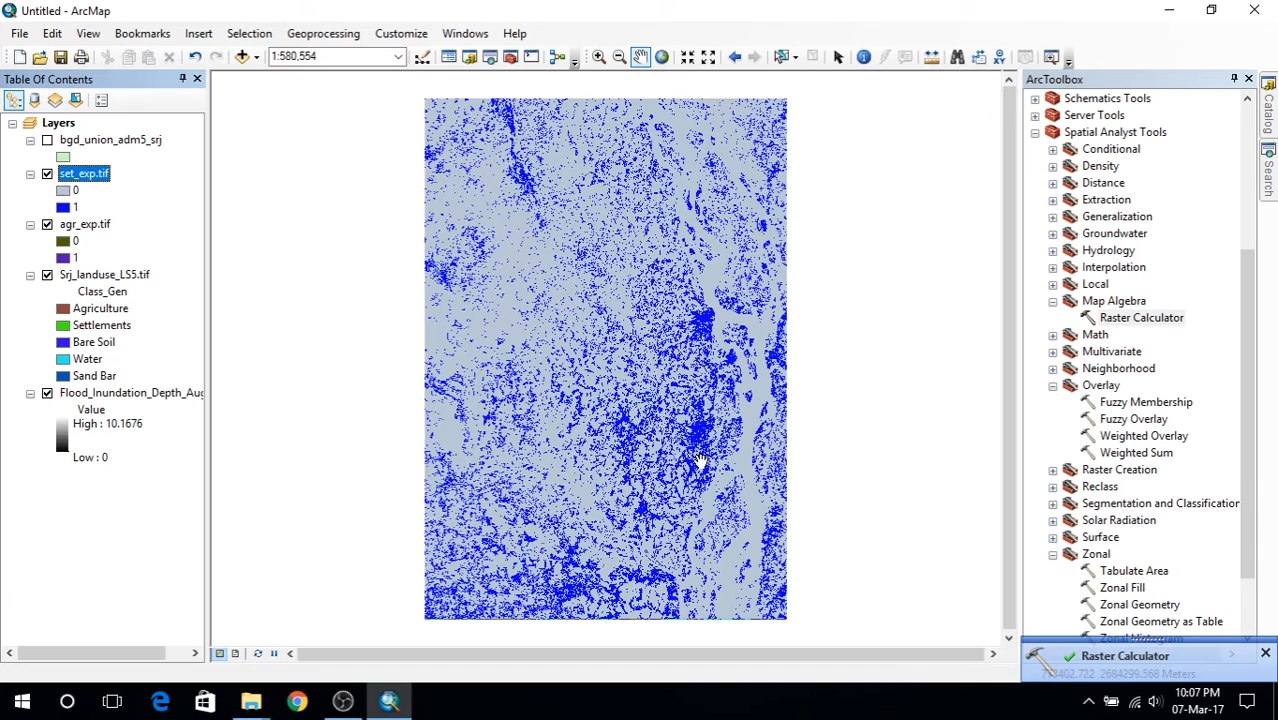 Untitled - ArcMap
File Edit View Bookmarks Insert Selection Geoprocessing Customize Windows Help
1:580,554
Table Of Contents
Layers
bgd_union_adm5_srj
set_exp.tif
0
1
agr_exp.tif
0
1
Srj_landuse_LS5.tif
Class_Gen
Agriculture
Settlements
Bare Soil
Water
Sand Bar
Flood_Inundation_Depth_Aug
Value
High : 10.1676
Low : 0
ArcToolbox
Schematics Tools
Server Tools
Spatial Analyst Tools
Conditional
Density
Distance
Extraction
Generalization
Groundwater
Hydrology
Interpolation
Local
Map Algebra
Raster Calculator
Math
Multivariate
Neighborhood
Overlay
Fuzzy Membership
Fuzzy Overlay
Weighted Overlay
Weighted Sum
Raster Creation
Reclass
Segmentation and Classification
Solar Radiation
Surface
Zonal
Tabulate Area
Zonal Fill
Zonal Geometry
Zonal Geometry as Table
Catalog
Search
Raster Calculator
10:07 PM
07-Mar-17